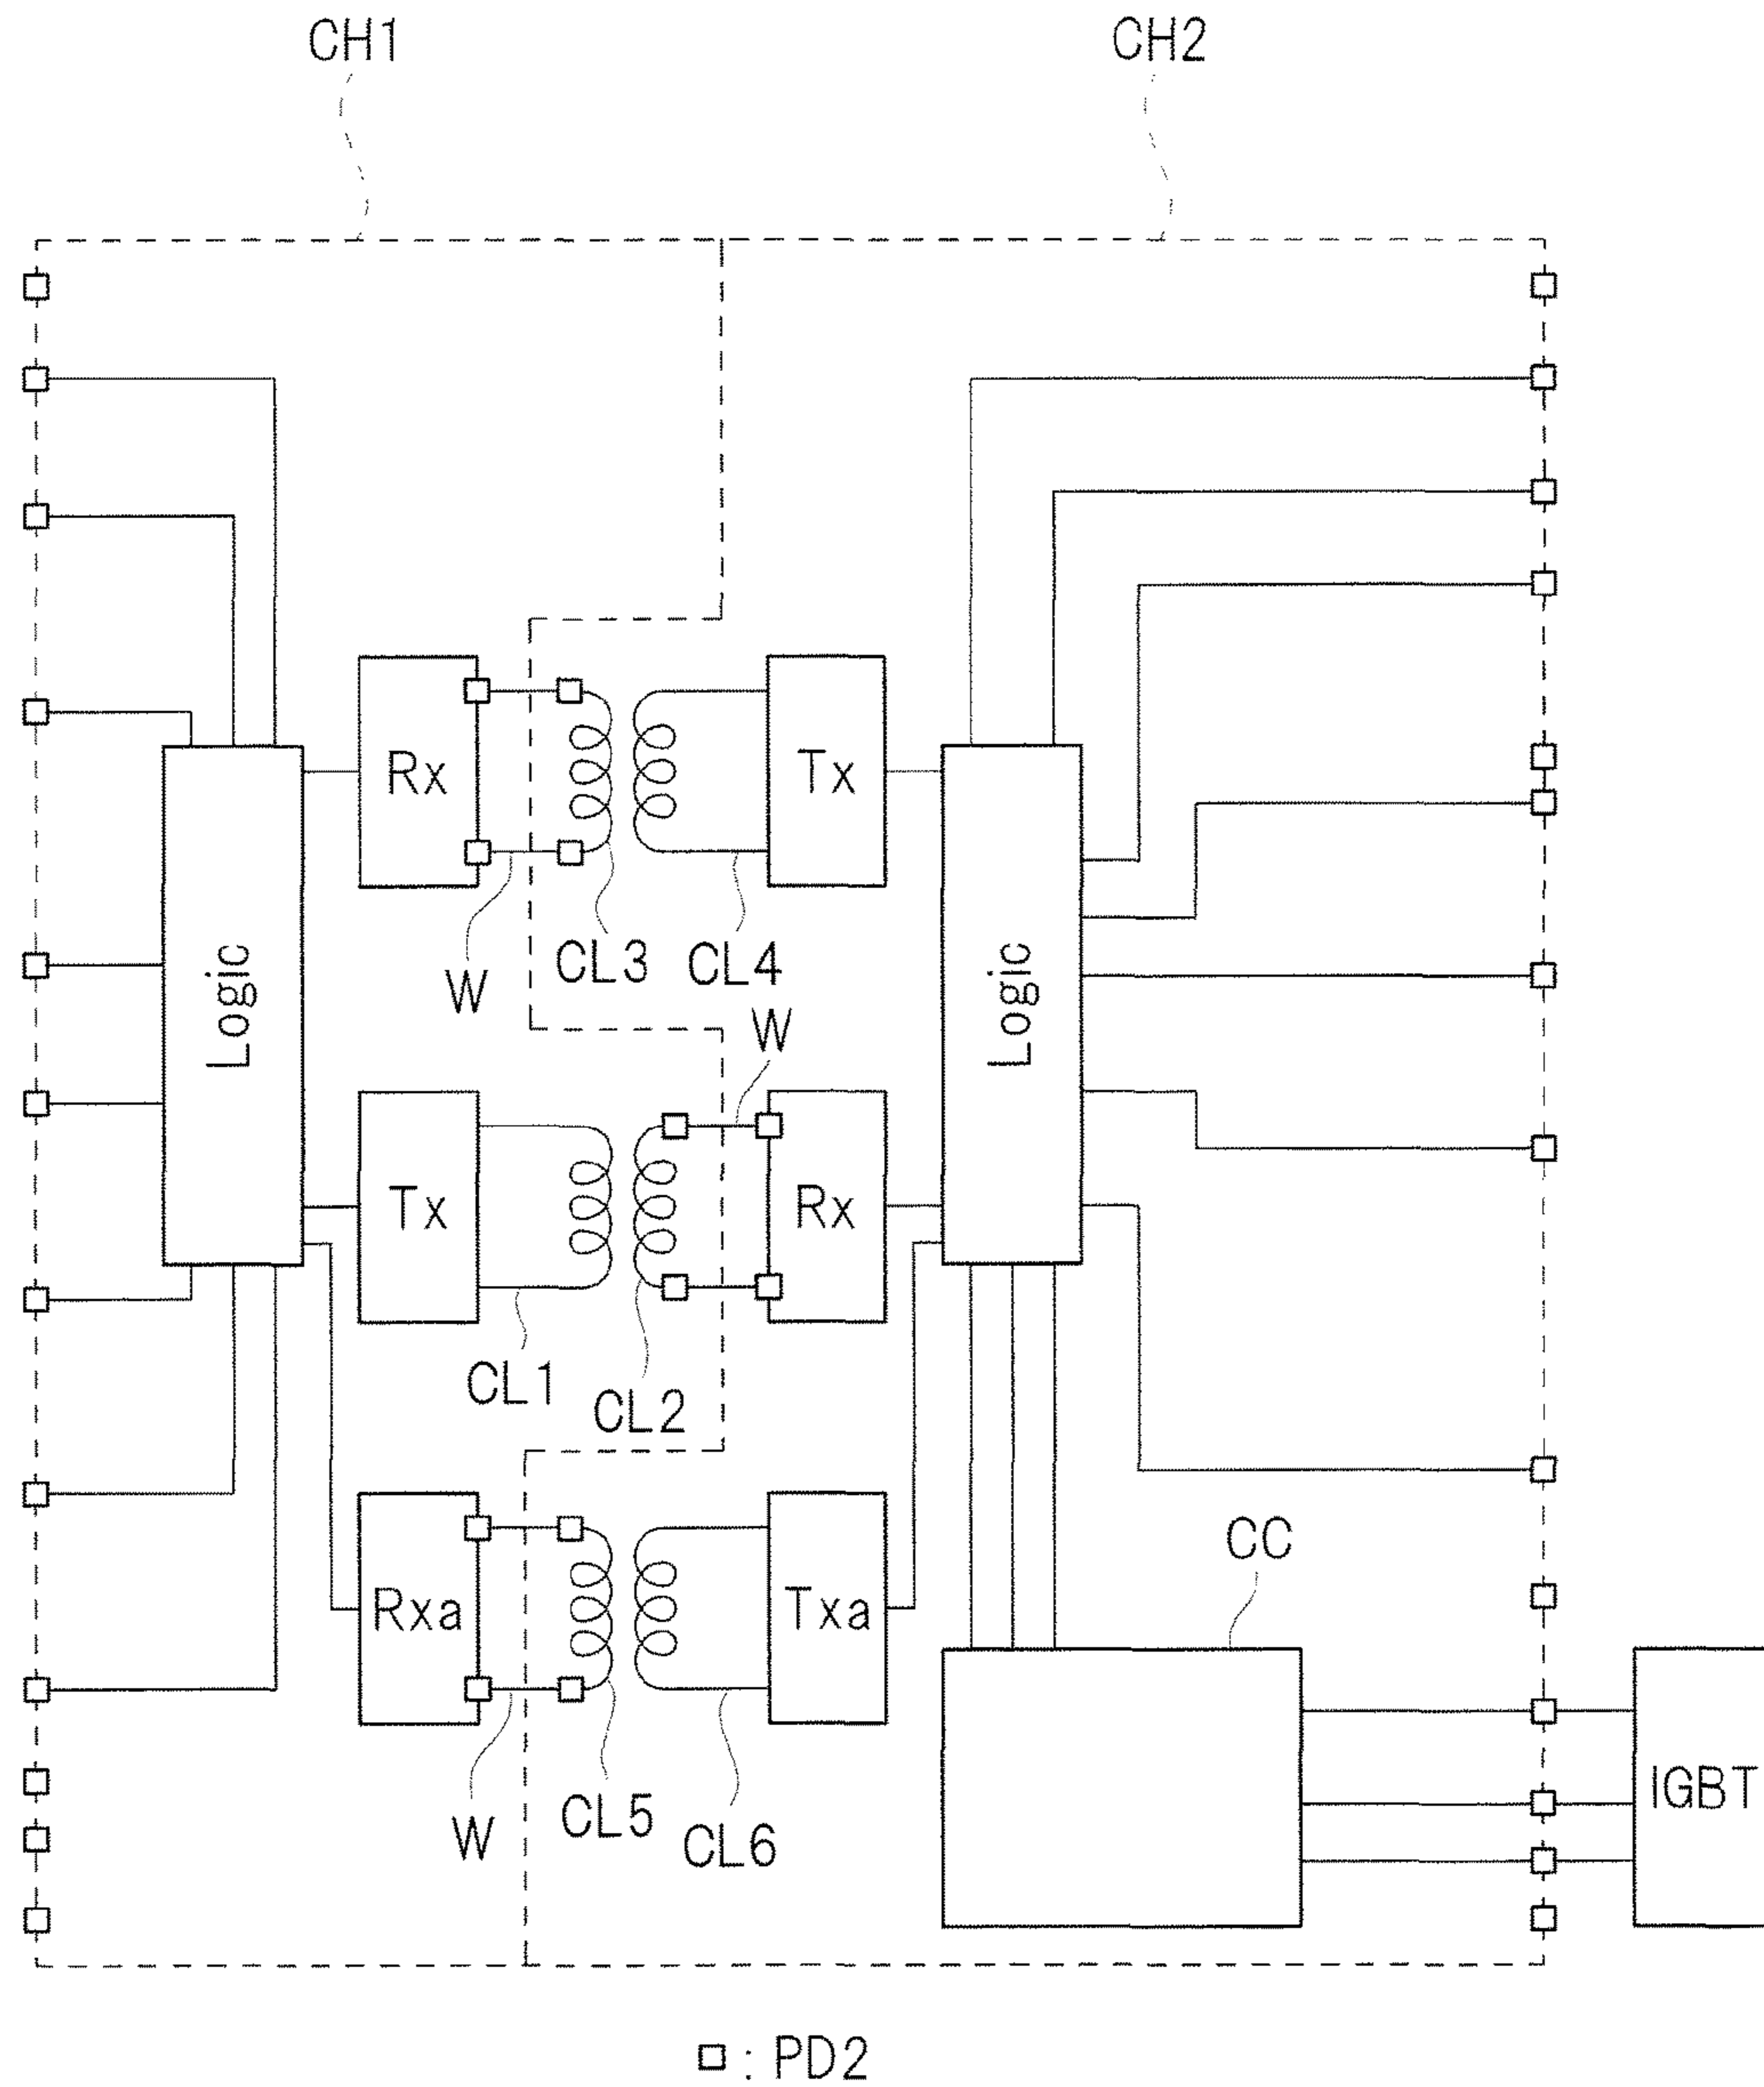 CH1
CH2
Rx
Tx
Logic
Logic
W
CL3
CL4
W
Tx
Rx
CL1
CL2
Rxa
Txa
CC
W
CL5
CL6
IGBT
□ : PD2